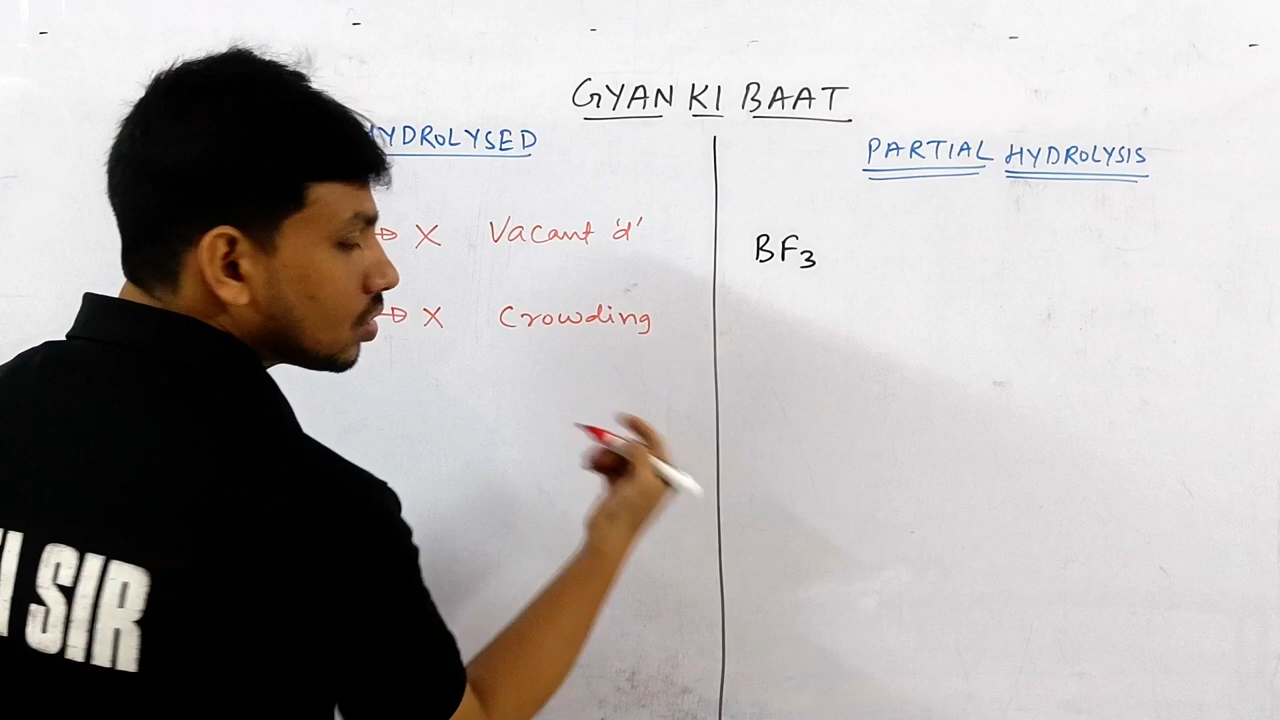 GYAN KI BAAT
HYDROLYSED
X Vacant 'd'
X Crowding
PARTIAL HYDROLYSIS
BF3
SIR